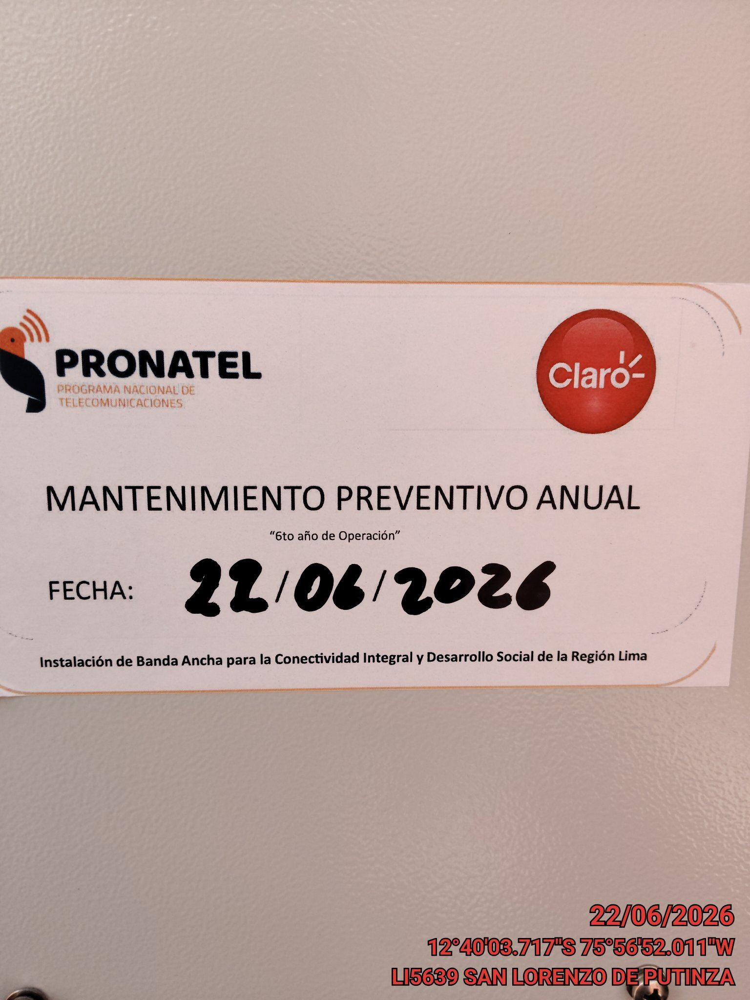 PRONATEL
PROGRAMA NACIONAL DE
TELECOMUNICACIONES
Claro
MANTENIMIENTO PREVENTIVO ANUAL
“6to año de Operación”
FECHA: 22/06/2026
Instalación de Banda Ancha para la Conectividad Integral y Desarrollo Social de la Región Lima
22/06/2026
12°40'03.717"S 75°56'52.011"W
LI5639 SAN LORENZO DE PUTINZA